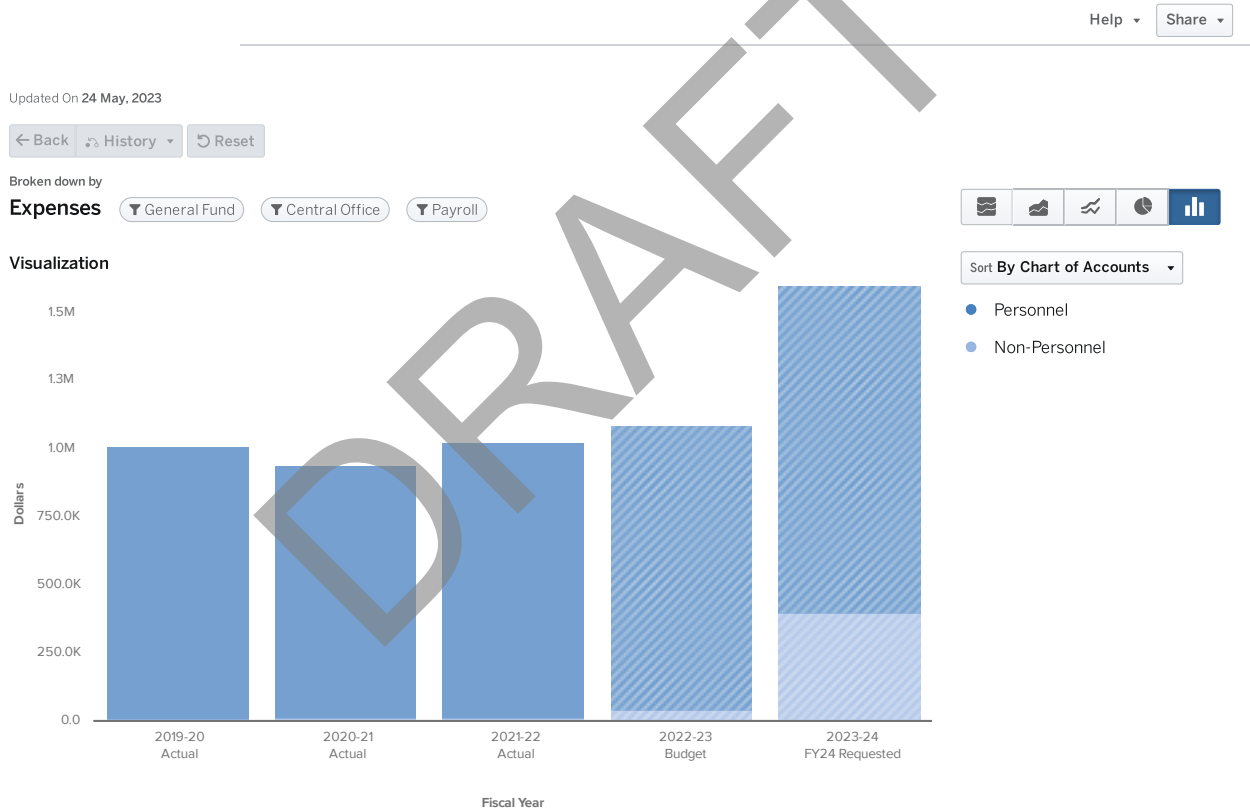 Help
Share
Updated On 24 May, 2023
Back
History
Reset
Broken down by
Expenses
General Fund
Central Office
Payroll
Visualization
Sort By Chart of Accounts
Personnel
Non-Personnel
1.5M
1.3M
1.0M
750.0K
500.0K
250.0K
0.0
Dollars
2019-20
Actual
2020-21
Actual
2021-22
Actual
2022-23
Budget
2023-24
FY24 Requested
Fiscal Year
DRAFT